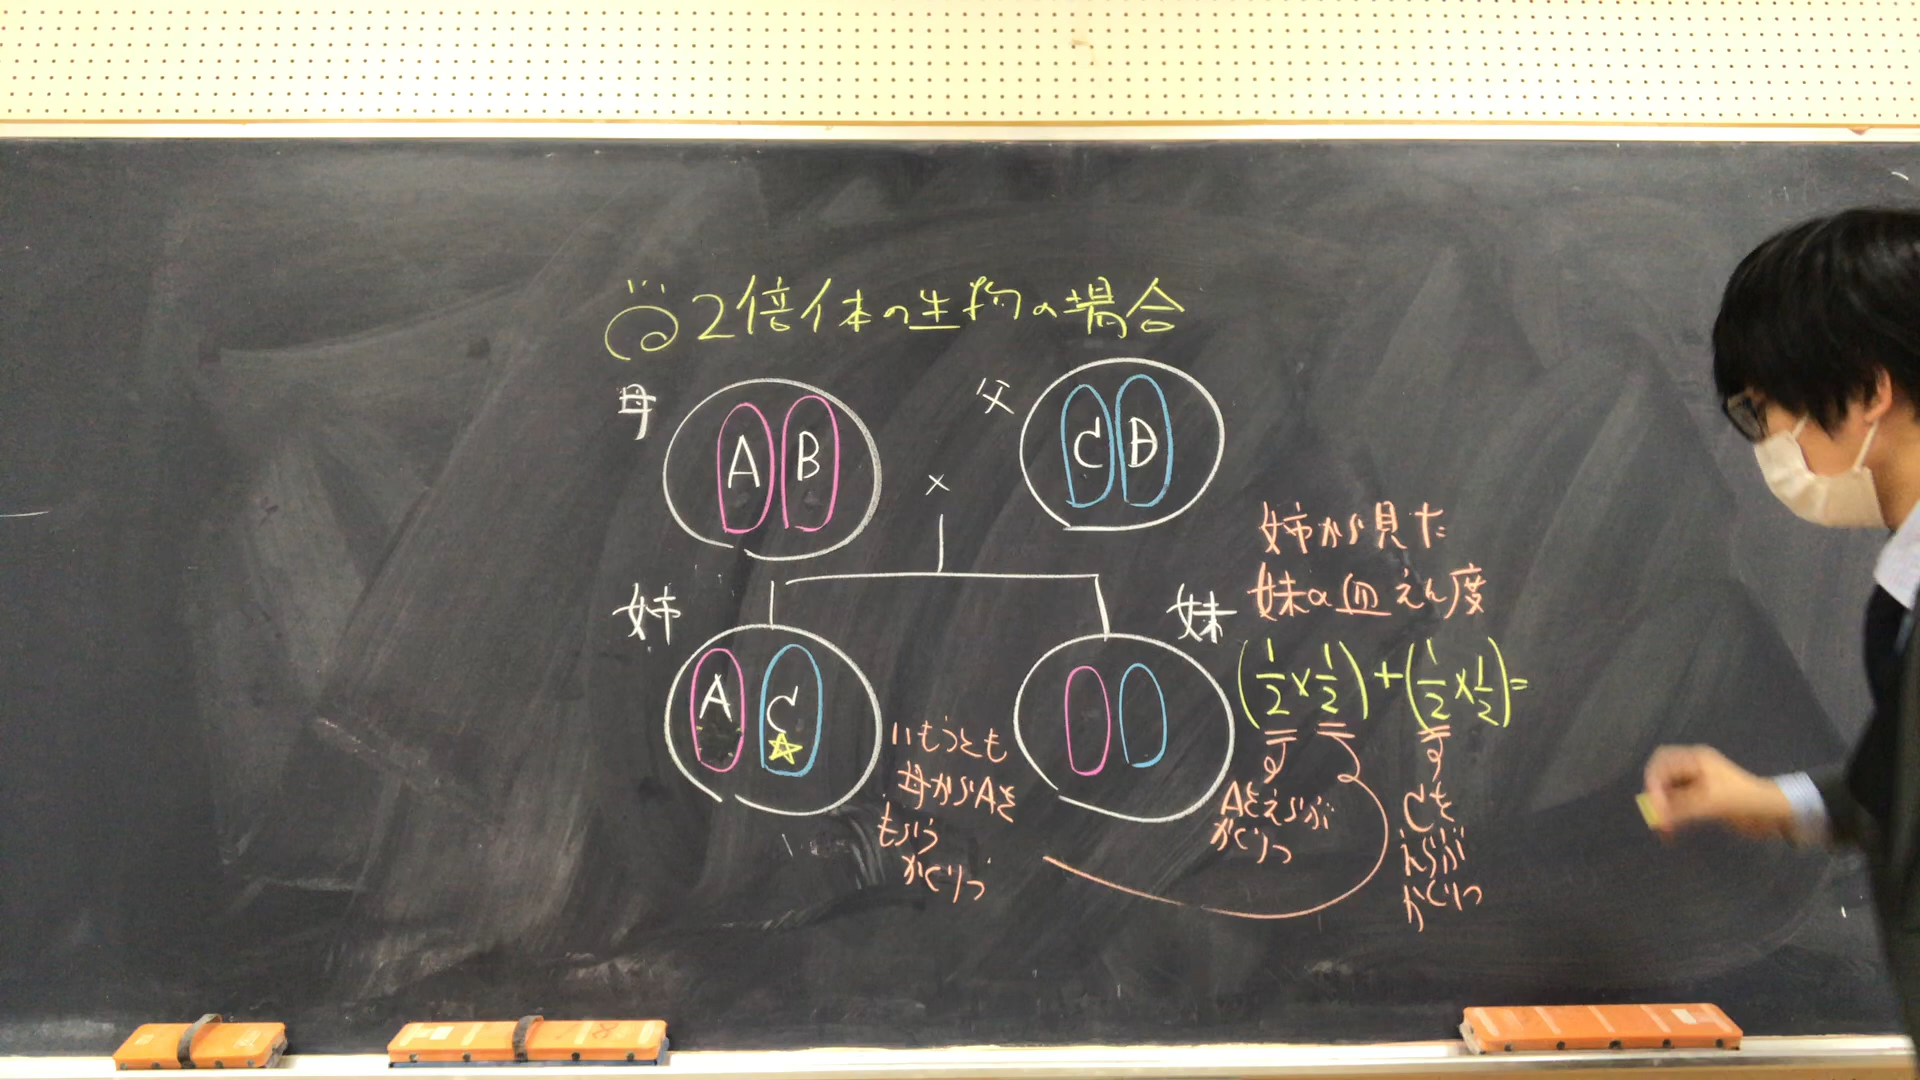 2倍体の生物の場合
母
A B
父
C D
×
姉
A C
妹
姉から見た
妹の血えん度
(1/2×1/2)+(1/2×1/2)=
いもうとも
母からAを
もらう
かくりつ
Aをえらぶ
かくりつ
Cを
えらぶ
かくりつ